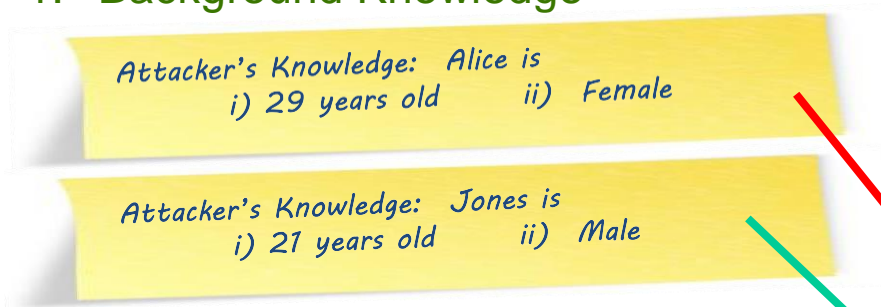 Background Knowledge
Attacker's Knowledge: Alice is
i) 29 years old ii) Female
Attacker's Knowledge: Jones is
i) 21 years old ii) Male